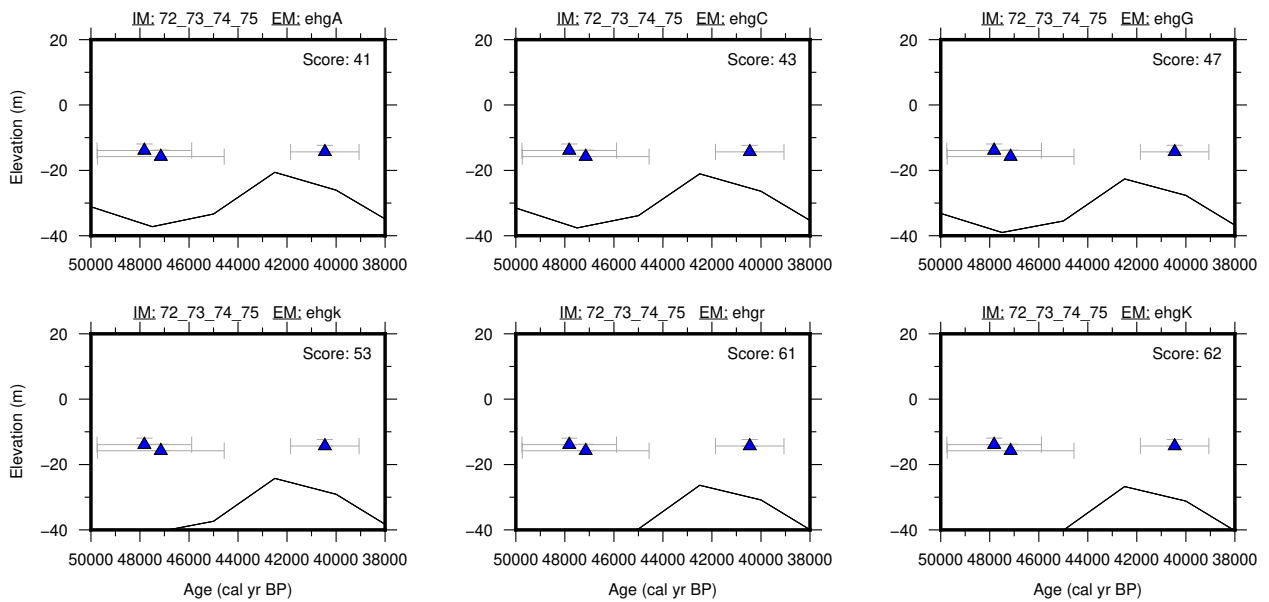 IM: 72_73_74_75 EM: ehgA
IM: 72_73_74_75 EM: ehgC
IM: 72_73_74_75 EM: ehgG
Score: 41
Score: 43
Score: 47
Elevation (m)
20
0
−20
−40
20
0
−20
−40
20
0
−20
−40
50000 48000 46000 44000 42000 40000 38000
50000 48000 46000 44000 42000 40000 38000
50000 48000 46000 44000 42000 40000 38000
IM: 72_73_74_75 EM: ehgk
IM: 72_73_74_75 EM: ehgr
IM: 72_73_74_75 EM: ehgK
Score: 53
Score: 61
Score: 62
Elevation (m)
20
0
−20
−40
20
0
−20
−40
20
0
−20
−40
50000 48000 46000 44000 42000 40000 38000
50000 48000 46000 44000 42000 40000 38000
50000 48000 46000 44000 42000 40000 38000
Age (cal yr BP)
Age (cal yr BP)
Age (cal yr BP)